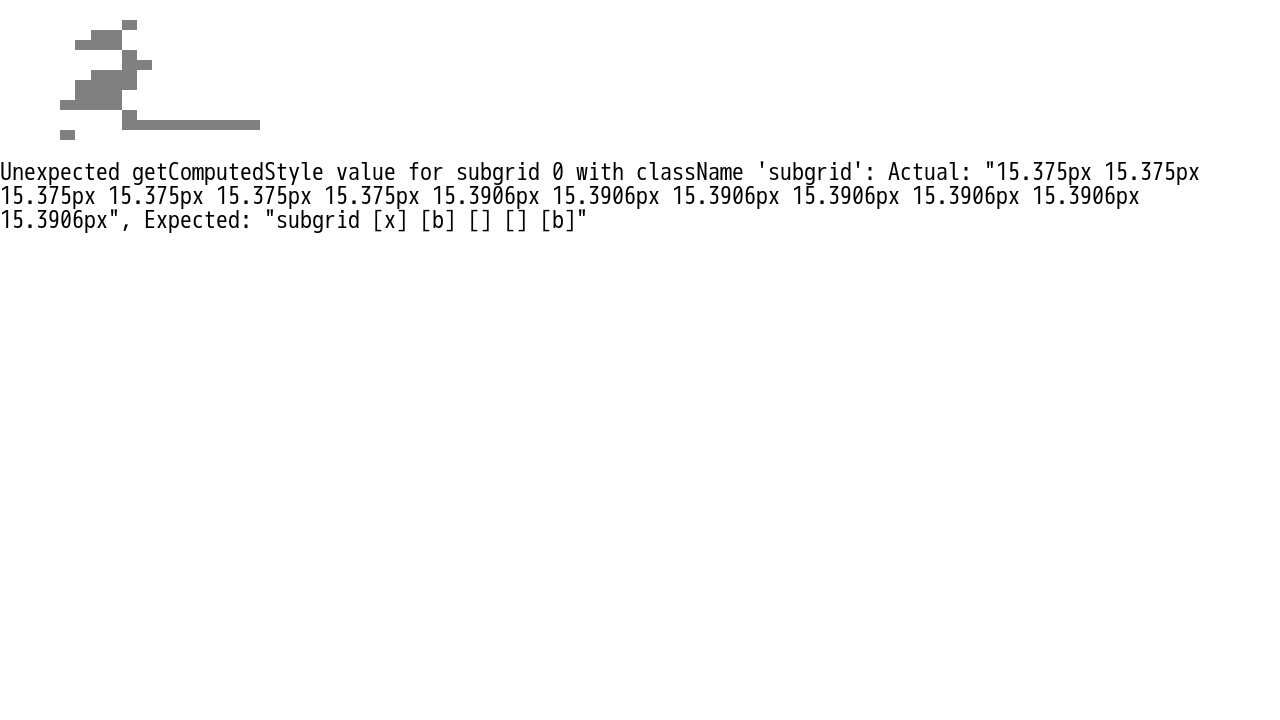 Unexpected getComputedStyle value for subgrid 0 with className 'subgrid': Actual: "15.375px 15.375px
15.375px 15.375px 15.375px 15.375px 15.3906px 15.3906px 15.3906px 15.3906px 15.3906px 15.3906px
15.3906px", Expected: "subgrid [x] [b] [] [] [b]"